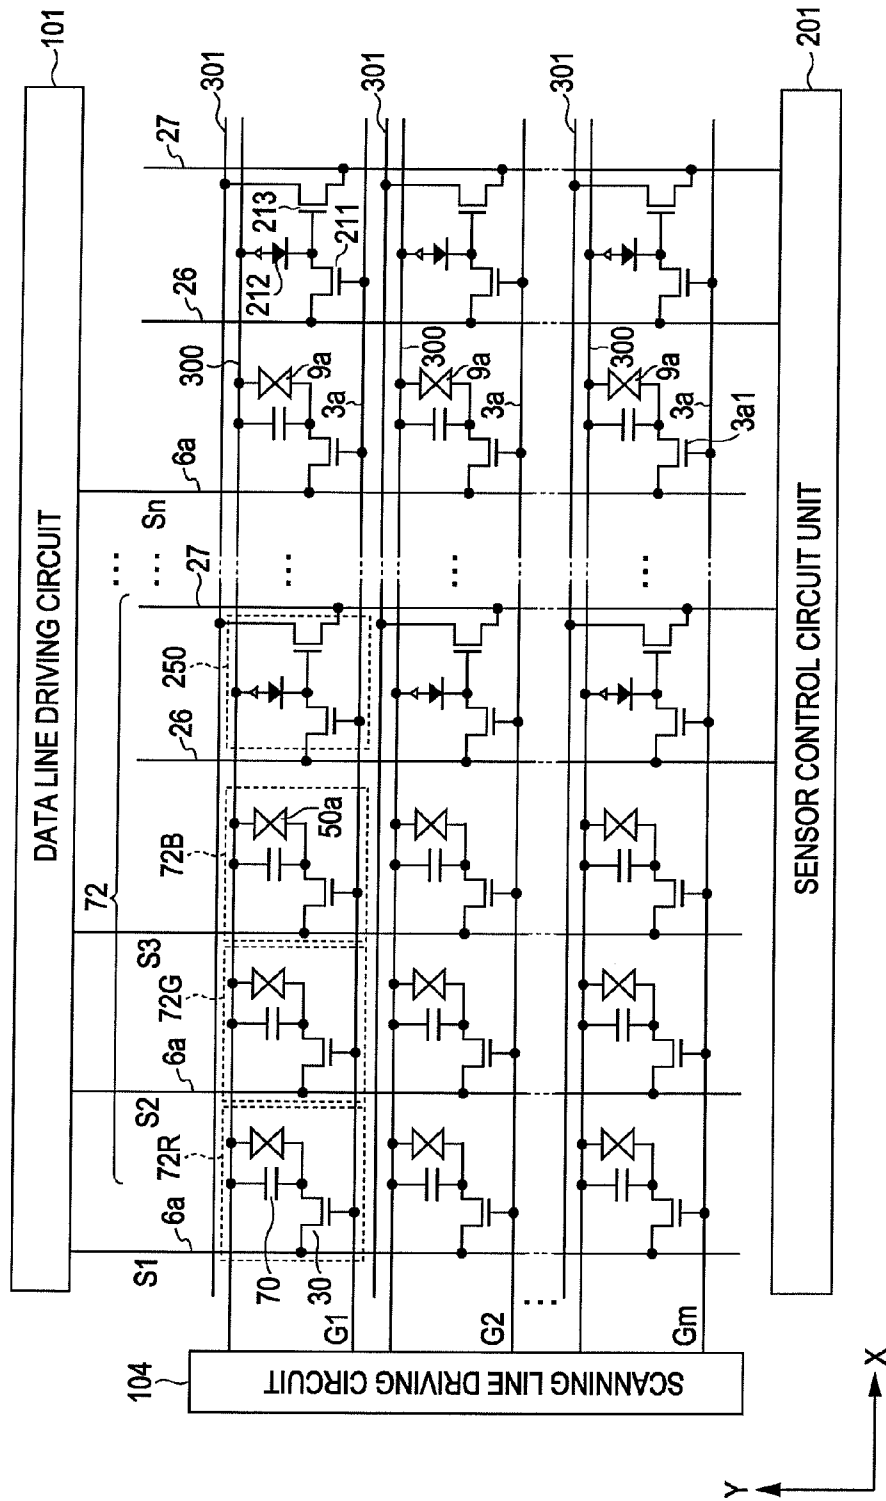 DATA LINE DRIVING CIRCUIT
101
72
...
S1
S2
S3
...
Sn
6a
72R
6a
72G
72B
26
250
27
6a
300
26
27
301
104
SCANNING LINE DRIVING CIRCUIT
70
30
50a
...
9a
3a
212
213
211
G1
301
300
9a
3a
...
G2
...
301
300
9a
3a
3a1
...
Gm
SENSOR CONTROL CIRCUIT UNIT
201
Y
X